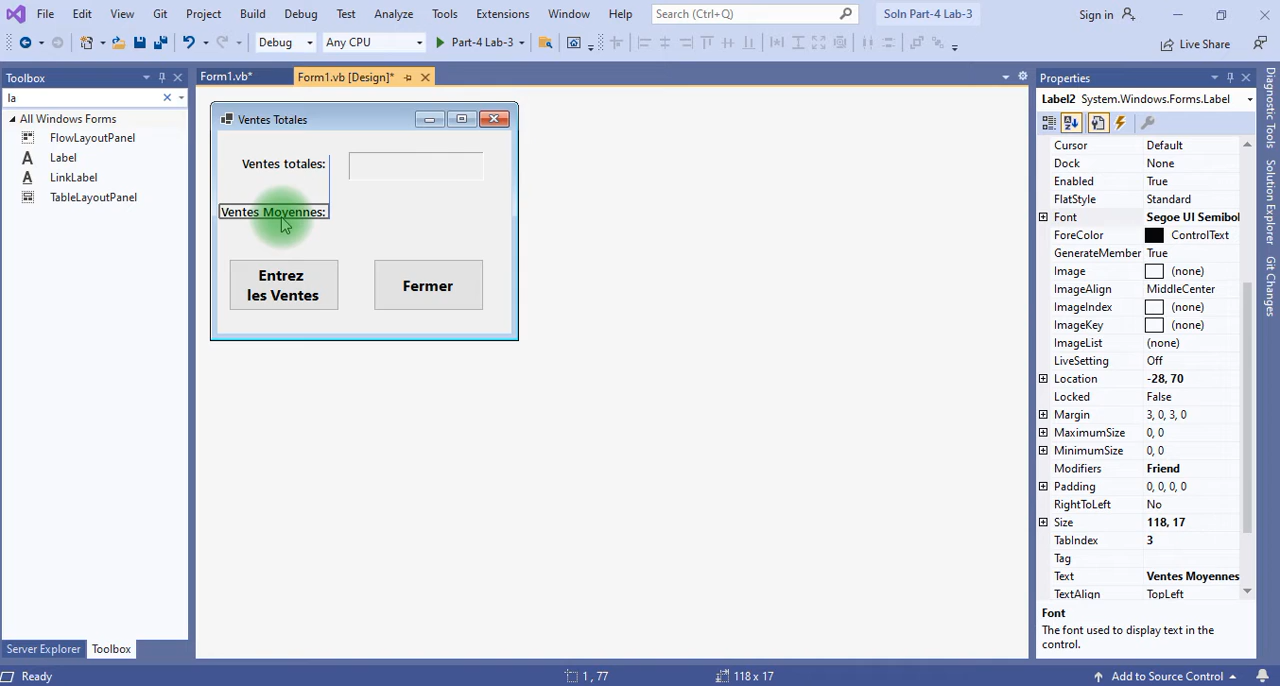 File Edit View Git Project Build Debug Test Analyze Tools Extensions Window Help Search (Ctrl+Q) Soln Part-4 Lab-3 Sign in
Debug Any CPU Part-4 Lab-3 Live Share
Toolbox
la
All Windows Forms
FlowLayoutPanel
Label
LinkLabel
TableLayoutPanel
Server Explorer Toolbox
Form1.vb* Form1.vb [Design]*
Ventes Totales
Ventes totales:
Ventes Moyennes:
Entrez
les Ventes
Fermer
Properties
Label2 System.Windows.Forms.Label
Cursor Default
Dock None
Enabled True
FlatStyle Standard
Font Segoe UI Semibol
ForeColor ControlText
GenerateMember True
Image (none)
ImageAlign MiddleCenter
ImageIndex (none)
ImageKey (none)
ImageList (none)
LiveSetting Off
Location -28, 70
Locked False
Margin 3, 0, 3, 0
MaximumSize 0, 0
MinimumSize 0, 0
Modifiers Friend
Padding 0, 0, 0, 0
RightToLeft No
Size 118, 17
TabIndex 3
Tag
Text Ventes Moyennes
TextAlign TopLeft
Font
The font used to display text in the
control.
Diagnostic Tools
Solution Explorer
Git Changes
Ready 1 , 77 118 x 17 Add to Source Control